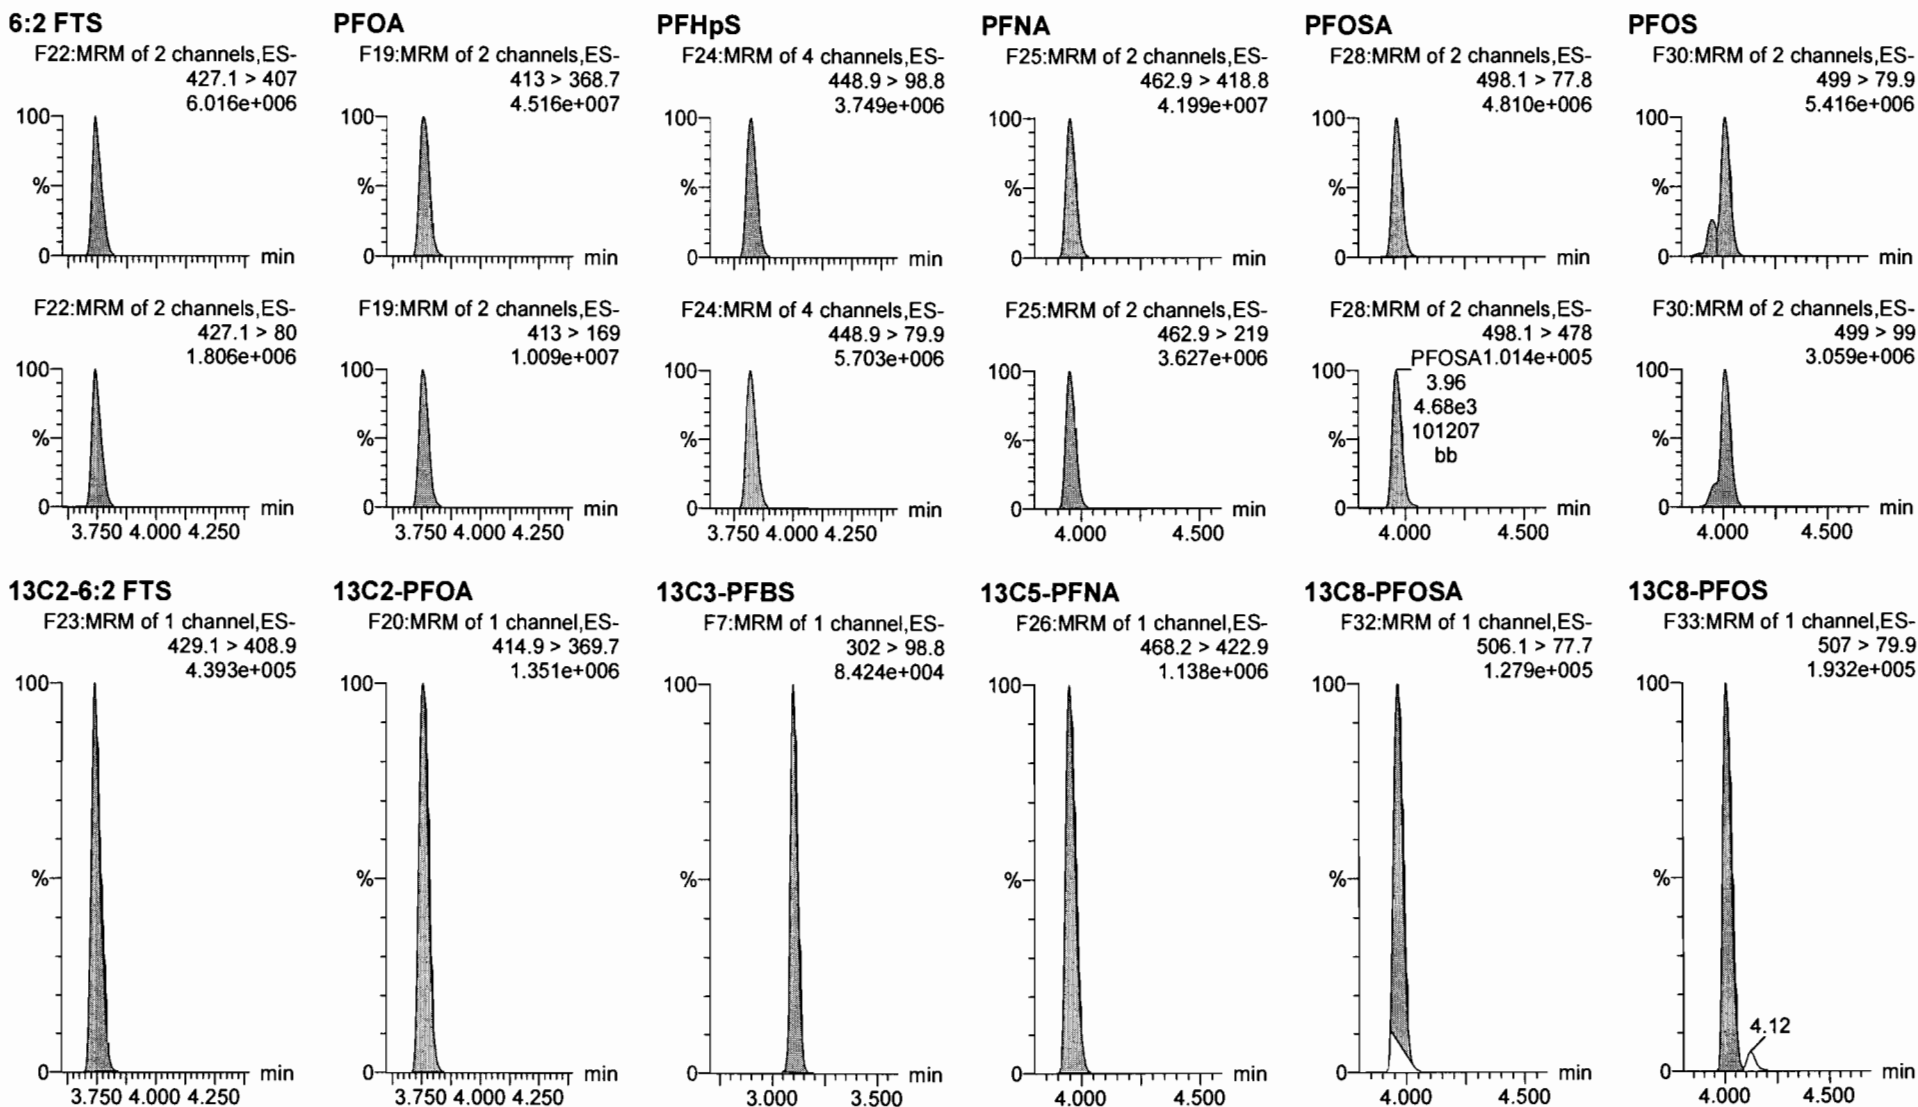 6:2 FTS
F22:MRM of 2 channels,ES-
427.1 > 407
6.016e+006
100
%
0
min
PFOA
F19:MRM of 2 channels,ES-
413 > 368.7
4.516e+007
100
%
0
min
PFHpS
F24:MRM of 4 channels,ES-
448.9 > 98.8
3.749e+006
100
%
0
min
PFNA
F25:MRM of 2 channels,ES-
462.9 > 418.8
4.199e+007
100
%
0
min
PFOSA
F28:MRM of 2 channels,ES-
498.1 > 77.8
4.810e+006
100
%
0
min
PFOS
F30:MRM of 2 channels,ES-
499 > 79.9
5.416e+006
100
%
0
min
F22:MRM of 2 channels,ES-
427.1 > 80
1.806e+006
100
%
0
min
3.750 4.000 4.250
F19:MRM of 2 channels,ES-
413 > 169
1.009e+007
100
%
0
min
3.750 4.000 4.250
F24:MRM of 4 channels,ES-
448.9 > 79.9
5.703e+006
100
%
0
min
3.750 4.000 4.250
F25:MRM of 2 channels,ES-
462.9 > 219
3.627e+006
100
%
0
min
4.000 4.500
F28:MRM of 2 channels,ES-
498.1 > 478
PFOSA1.014e+005
100
3.96
4.68e3
101207
bb
%
0
min
4.000 4.500
F30:MRM of 2 channels,ES-
499 > 99
3.059e+006
100
%
0
min
4.000 4.500
13C2-6:2 FTS
F23:MRM of 1 channel,ES-
429.1 > 408.9
4.393e+005
100
%
0
min
3.750 4.000 4.250
13C2-PFOA
F20:MRM of 1 channel,ES-
414.9 > 369.7
1.351e+006
100
%
0
min
3.750 4.000 4.250
13C3-PFBS
F7:MRM of 1 channel,ES-
302 > 98.8
8.424e+004
100
%
0
min
3.000 3.500
13C5-PFNA
F26:MRM of 1 channel,ES-
468.2 > 422.9
1.138e+006
100
%
0
min
4.000 4.500
13C8-PFOSA
F32:MRM of 1 channel,ES-
506.1 > 77.7
1.279e+005
100
%
0
min
4.000 4.500
13C8-PFOS
F33:MRM of 1 channel,ES-
507 > 79.9
1.932e+005
100
%
4.12
0
min
4.000 4.500